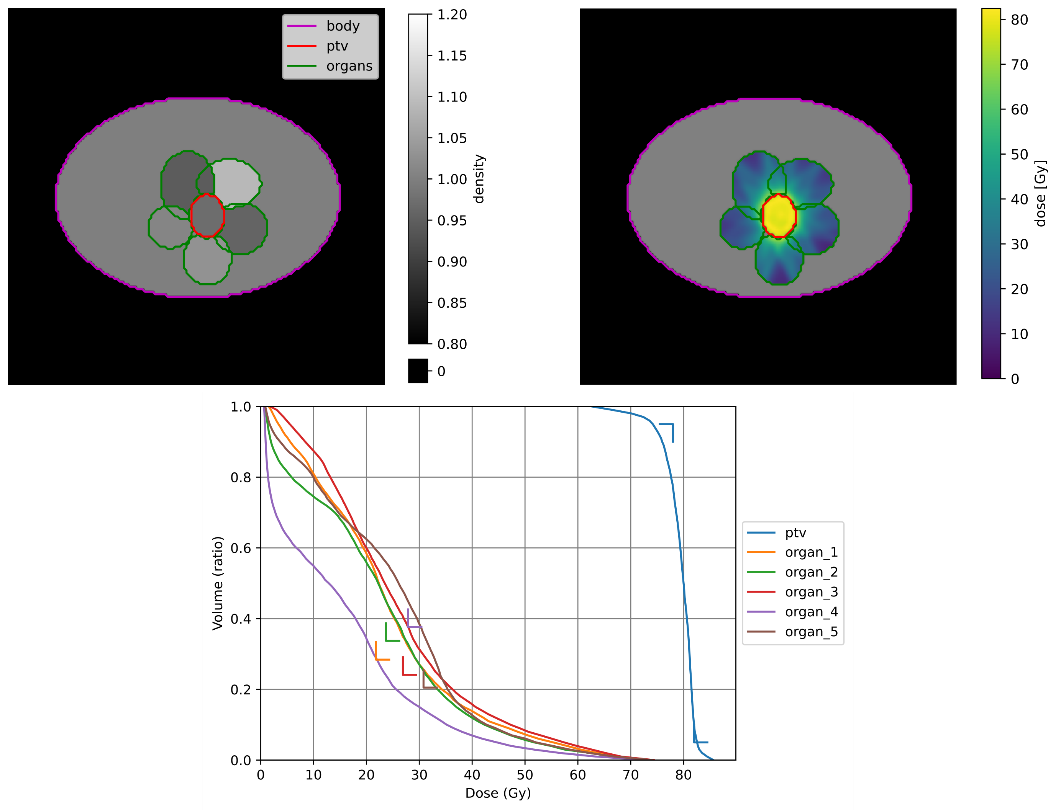 body
ptv
organs
1.20
1.15
1.10
1.05
1.00
0.95
0.90
0.85
0.80
0
density
80
70
60
50
40
30
20
10
0
dose [Gy]
1.0
0.8
0.6
0.4
0.2
0.0
Volume (ratio)
0 10 20 30 40 50 60 70 80
Dose (Gy)
ptv
organ_1
organ_2
organ_3
organ_4
organ_5